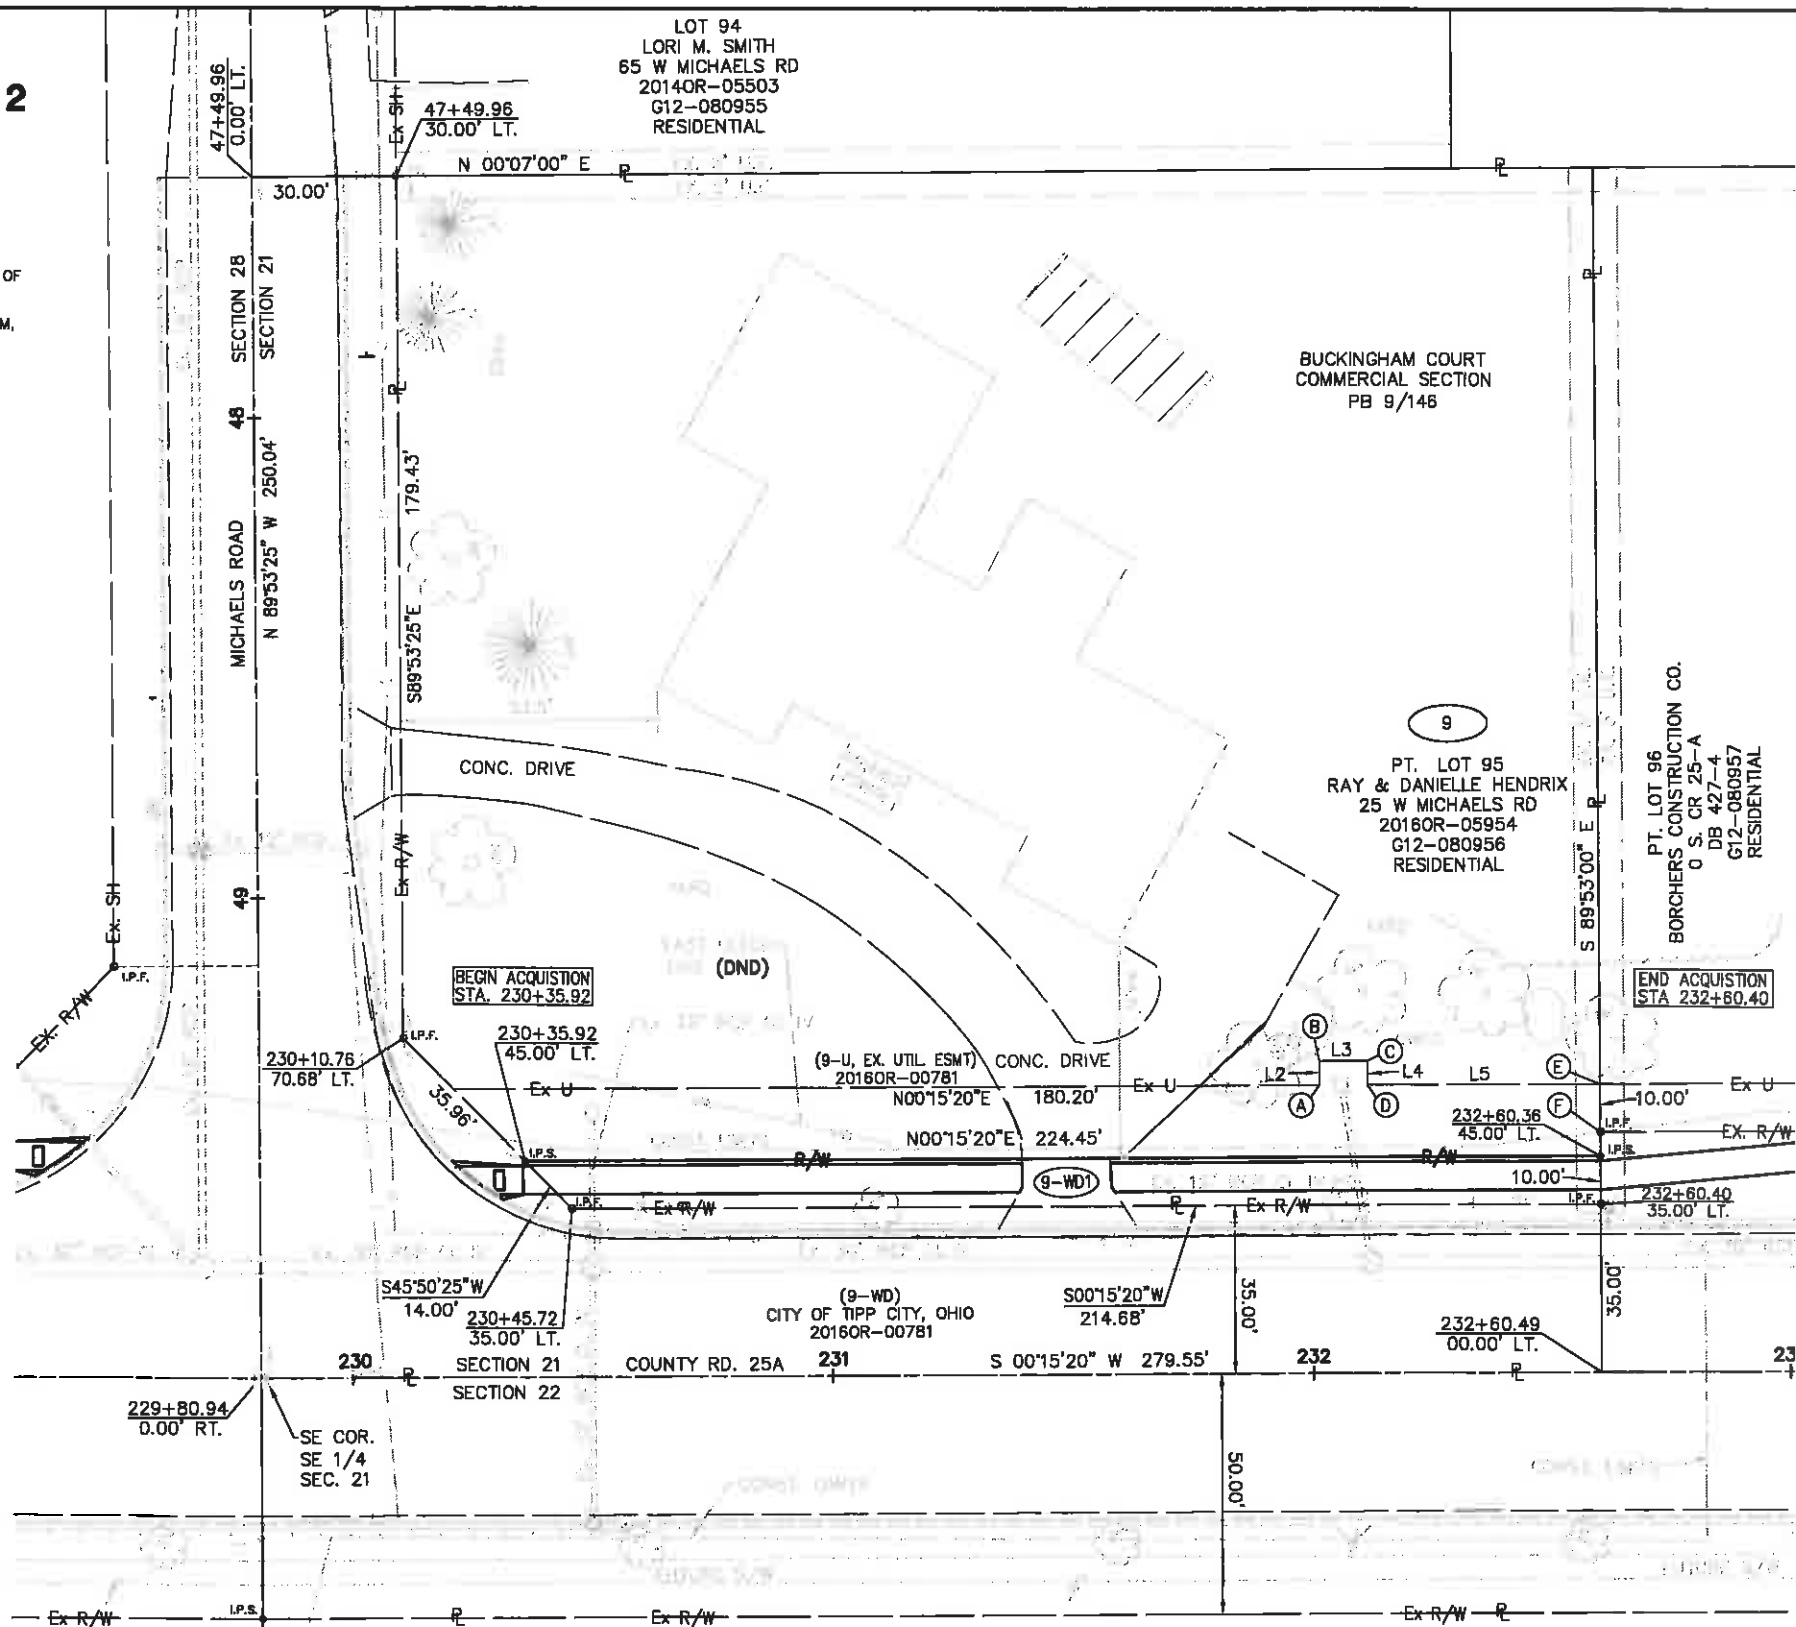 2
OF
M,
LOT 94
LORI M. SMITH
65 W MICHAELS RD
2014OR-05503
G12-080955
RESIDENTIAL
47+49.96
0.00' LT.
Ex SH
47+49.96
30.00' LT.
N 00°07'00" E
PL
PL
30.00'
SECTION 28
SECTION 21
48
MICHAELS ROAD
N 89°53'25" W 250.04'
49
PL
S89°53'25"E 179.43'
BUCKINGHAM COURT
COMMERCIAL SECTION
PB 9/146
PL
9
PT. LOT 95
RAY & DANIELLE HENDRIX
25 W MICHAELS RD
2016OR-05954
G12-080956
RESIDENTIAL
PL
S 89°53'00" E
PT. LOT 96
BORCHERS CONSTRUCTION CO.
0 S. CR 25-A
DB 427-4
G12-080957
RESIDENTIAL
CONC. DRIVE
Ex R/W
Ex. SH
I.P.F.
EX. R/W
(DND)
BEGIN ACQUISTION
STA. 230+35.92
END ACQUISTION
STA 232+60.40
I.P.F.
230+35.92
45.00' LT.
230+10.76
70.68' LT.
35.96'
Ex U
(9-U, EX. UTIL ESMT)
2016OR-00781
CONC. DRIVE
N00°15'20"E 180.20'
Ex U
B
L3
C
L2
L4
L5
A
D
E
F
Ex U
10.00'
232+60.36
45.00' LT.
I.P.F.
EX. R/W
N00°15'20"E 224.45'
I.P.S.
R/W
R/W
I.P.S.
9-WD1
10.00'
I.P.F.
Ex R/W
PL
Ex R/W
I.P.F.
232+60.40
35.00' LT.
S45°50'25"W
14.00'
230+45.72
35.00' LT.
(9-WD)
CITY OF TIPP CITY, OHIO
2016OR-00781
S00°15'20"W
214.68'
35.00'
35.00'
232+60.49
00.00' LT.
230
PL
SECTION 21
COUNTY RD. 25A
231
S 00°15'20" W 279.55'
232
PL
23
SECTION 22
229+80.94
0.00' RT.
SE COR.
SE 1/4
SEC. 21
50.00'
Ex R/W
I.P.S.
PL
Ex R/W
Ex R/W
PL